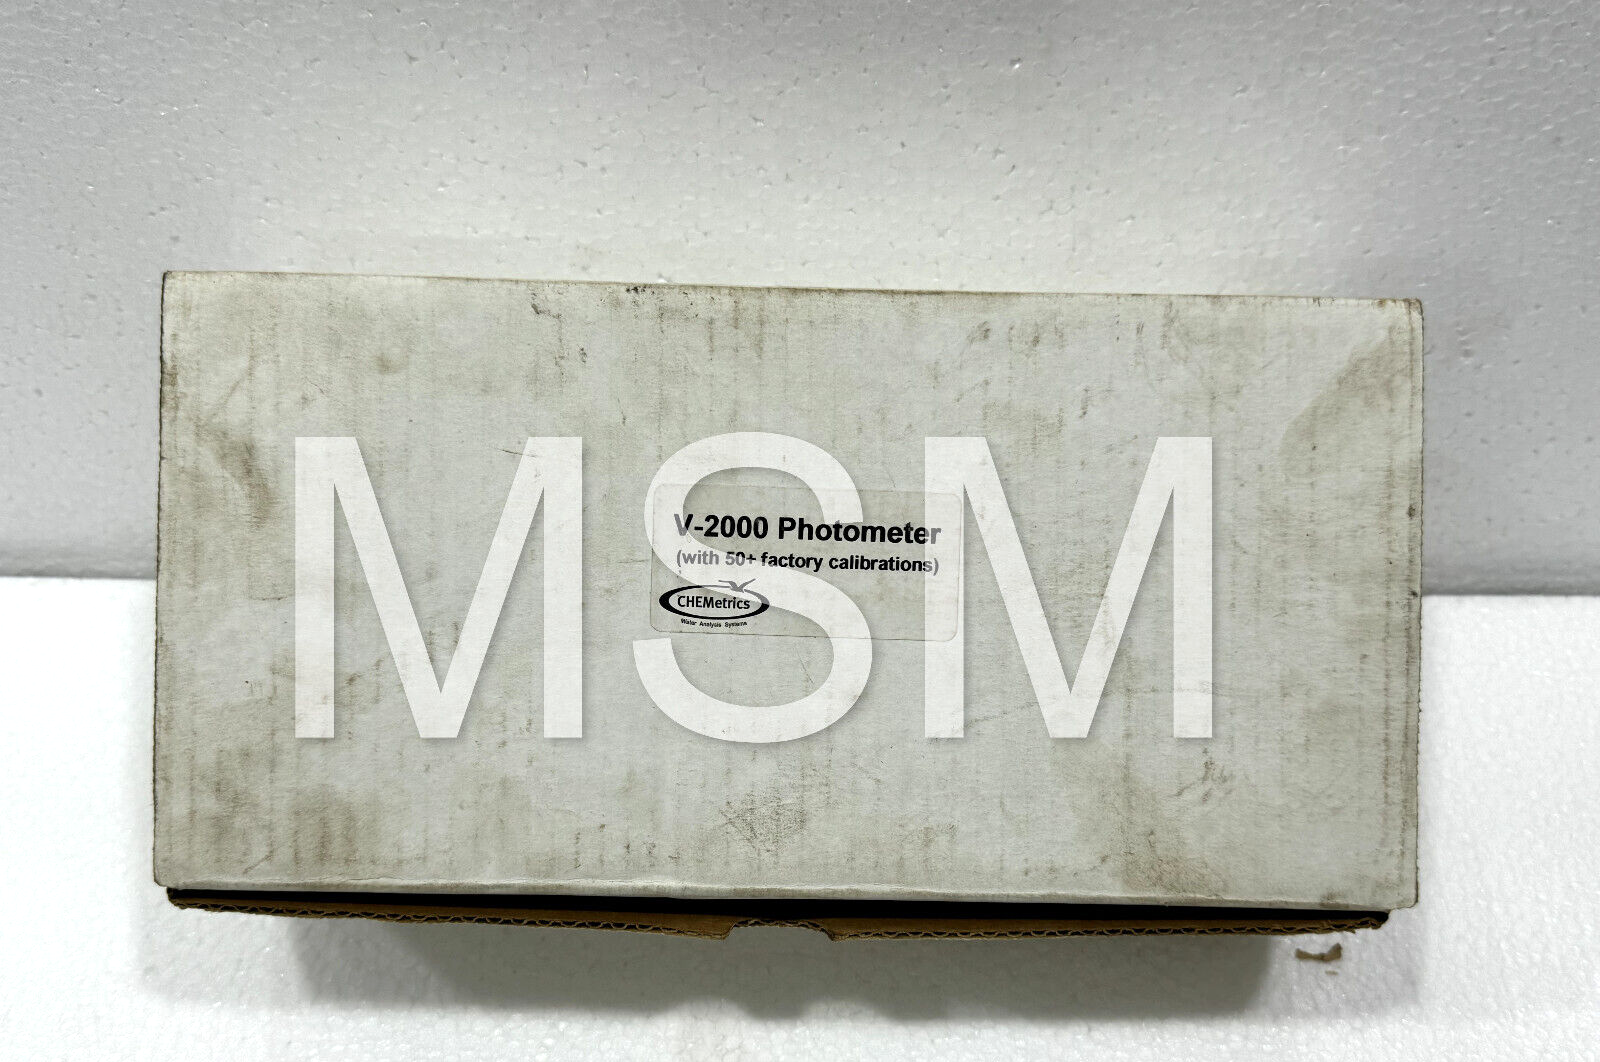 V-2000 Photometer
(with 50+ factory calibrations)
CHEMetrics
Water Analysis Systems
MSM